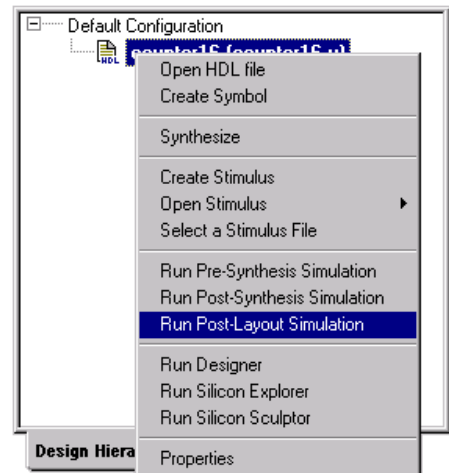 Default Configuration
HDL counter16 (counter16.v)
Open HDL file
Create Symbol
Synthesize
Create Stimulus
Open Stimulus
Select a Stimulus File
Run Pre-Synthesis Simulation
Run Post-Synthesis Simulation
Run Post-Layout Simulation
Run Designer
Run Silicon Explorer
Run Silicon Sculptor
Design Hiera
Properties